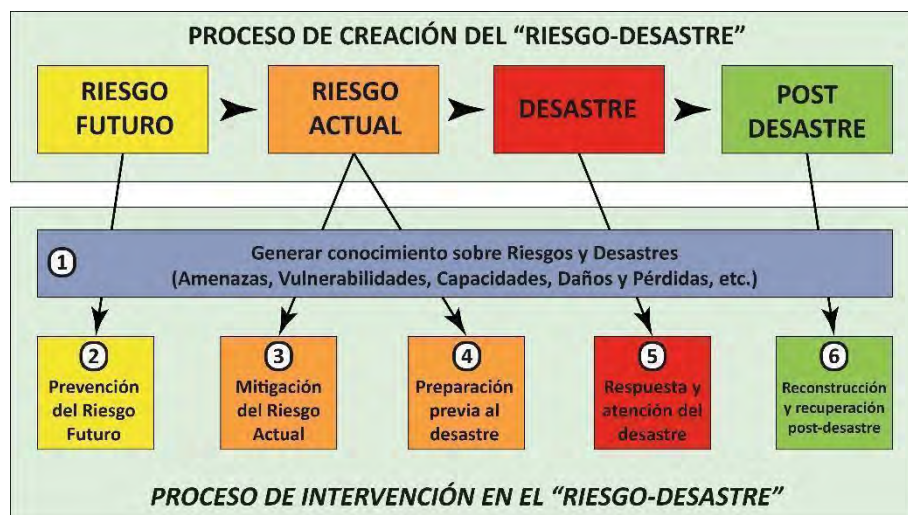 PROCESO DE CREACIÓN DEL “RIESGO-DESASTRE”
RIESGO
FUTURO
RIESGO
ACTUAL
DESASTRE
POST
DESASTRE
1
Generar conocimiento sobre Riesgos y Desastres
(Amenazas, Vulnerabilidades, Capacidades, Daños y Pérdidas, etc.)
2
Prevención
del Riesgo
Futuro
3
Mitigación
del Riesgo
Actual
4
Preparación
previa al
desastre
5
Respuesta y
atención del
desastre
6
Reconstrucción
y recuperación
post-desastre
PROCESO DE INTERVENCIÓN EN EL “RIESGO-DESASTRE”